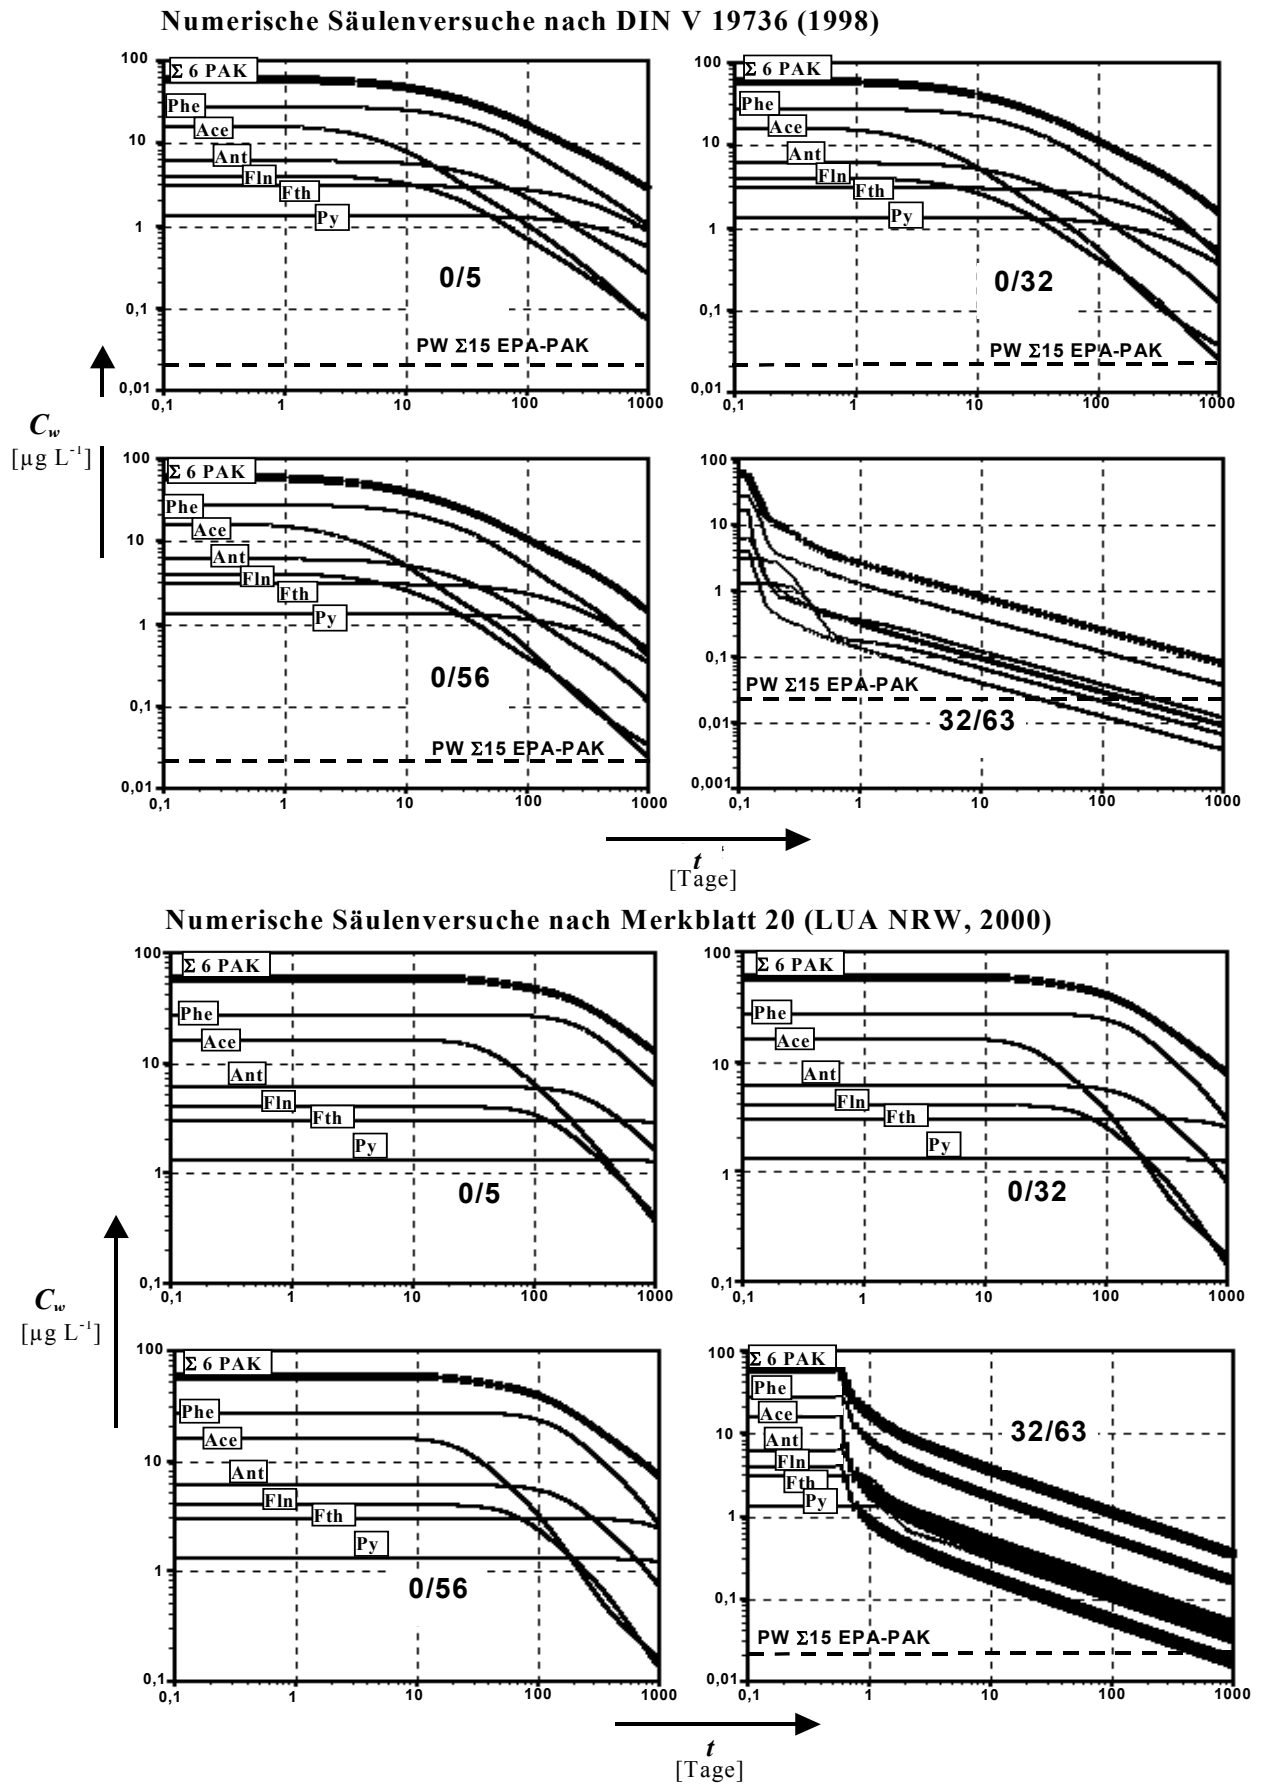 Numerische Säulenversuche nach DIN V 19736 (1998)
100
10
1
0,1
0,01
Σ 6 PAK
Phe
Ace
Ant
Fln
Fth
Py
0/5
PW Σ15 EPA-PAK
0,1 1 10 100 1000
100
10
1
0,1
0,01
Σ 6 PAK
Phe
Ace
Ant
Fln
Fth
Py
0/32
PW Σ15 EPA-PAK
0,1 1 10 100 1000
Cw
[µg L-1]
100
10
1
0,1
0,01
Σ 6 PAK
Phe
Ace
Ant
Fln
Fth
Py
0/56
PW Σ15 EPA-PAK
0,1 1 10 100 1000
100
10
1
0,1
0,01
0,001
PW Σ15 EPA-PAK
32/63
0,1 1 10 100 1000
t
[Tage]
Numerische Säulenversuche nach Merkblatt 20 (LUA NRW, 2000)
100
10
1
0,1
Σ 6 PAK
Phe
Ace
Ant
Fln
Fth
Py
0/5
0,1 1 10 100 1000
100
10
1
0,1
Σ 6 PAK
Phe
Ace
Ant
Fln
Fth
Py
0/32
0,1 1 10 100 1000
Cw
[µg L-1]
100
10
1
0,1
Σ 6 PAK
Phe
Ace
Ant
Fln
Fth
Py
0/56
0,1 1 10 100 1000
100
10
1
0,1
0,01
Σ 6 PAK
Phe
Ace
Ant
Fln
Fth
Py
32/63
PW Σ15 EPA-PAK
0,1 1 10 100 1000
t
[Tage]